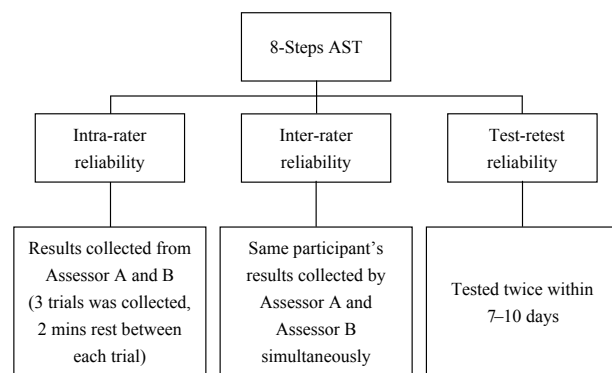 8-Steps AST
Intra-rater
reliability
Inter-rater
reliability
Test-retest
reliability
Results collected from
Assessor A and B
(3 trials was collected,
2 mins rest between
each trial)
Same participant's
results collected by
Assessor A and
Assessor B
simultaneously
Tested twice within
7–10 days